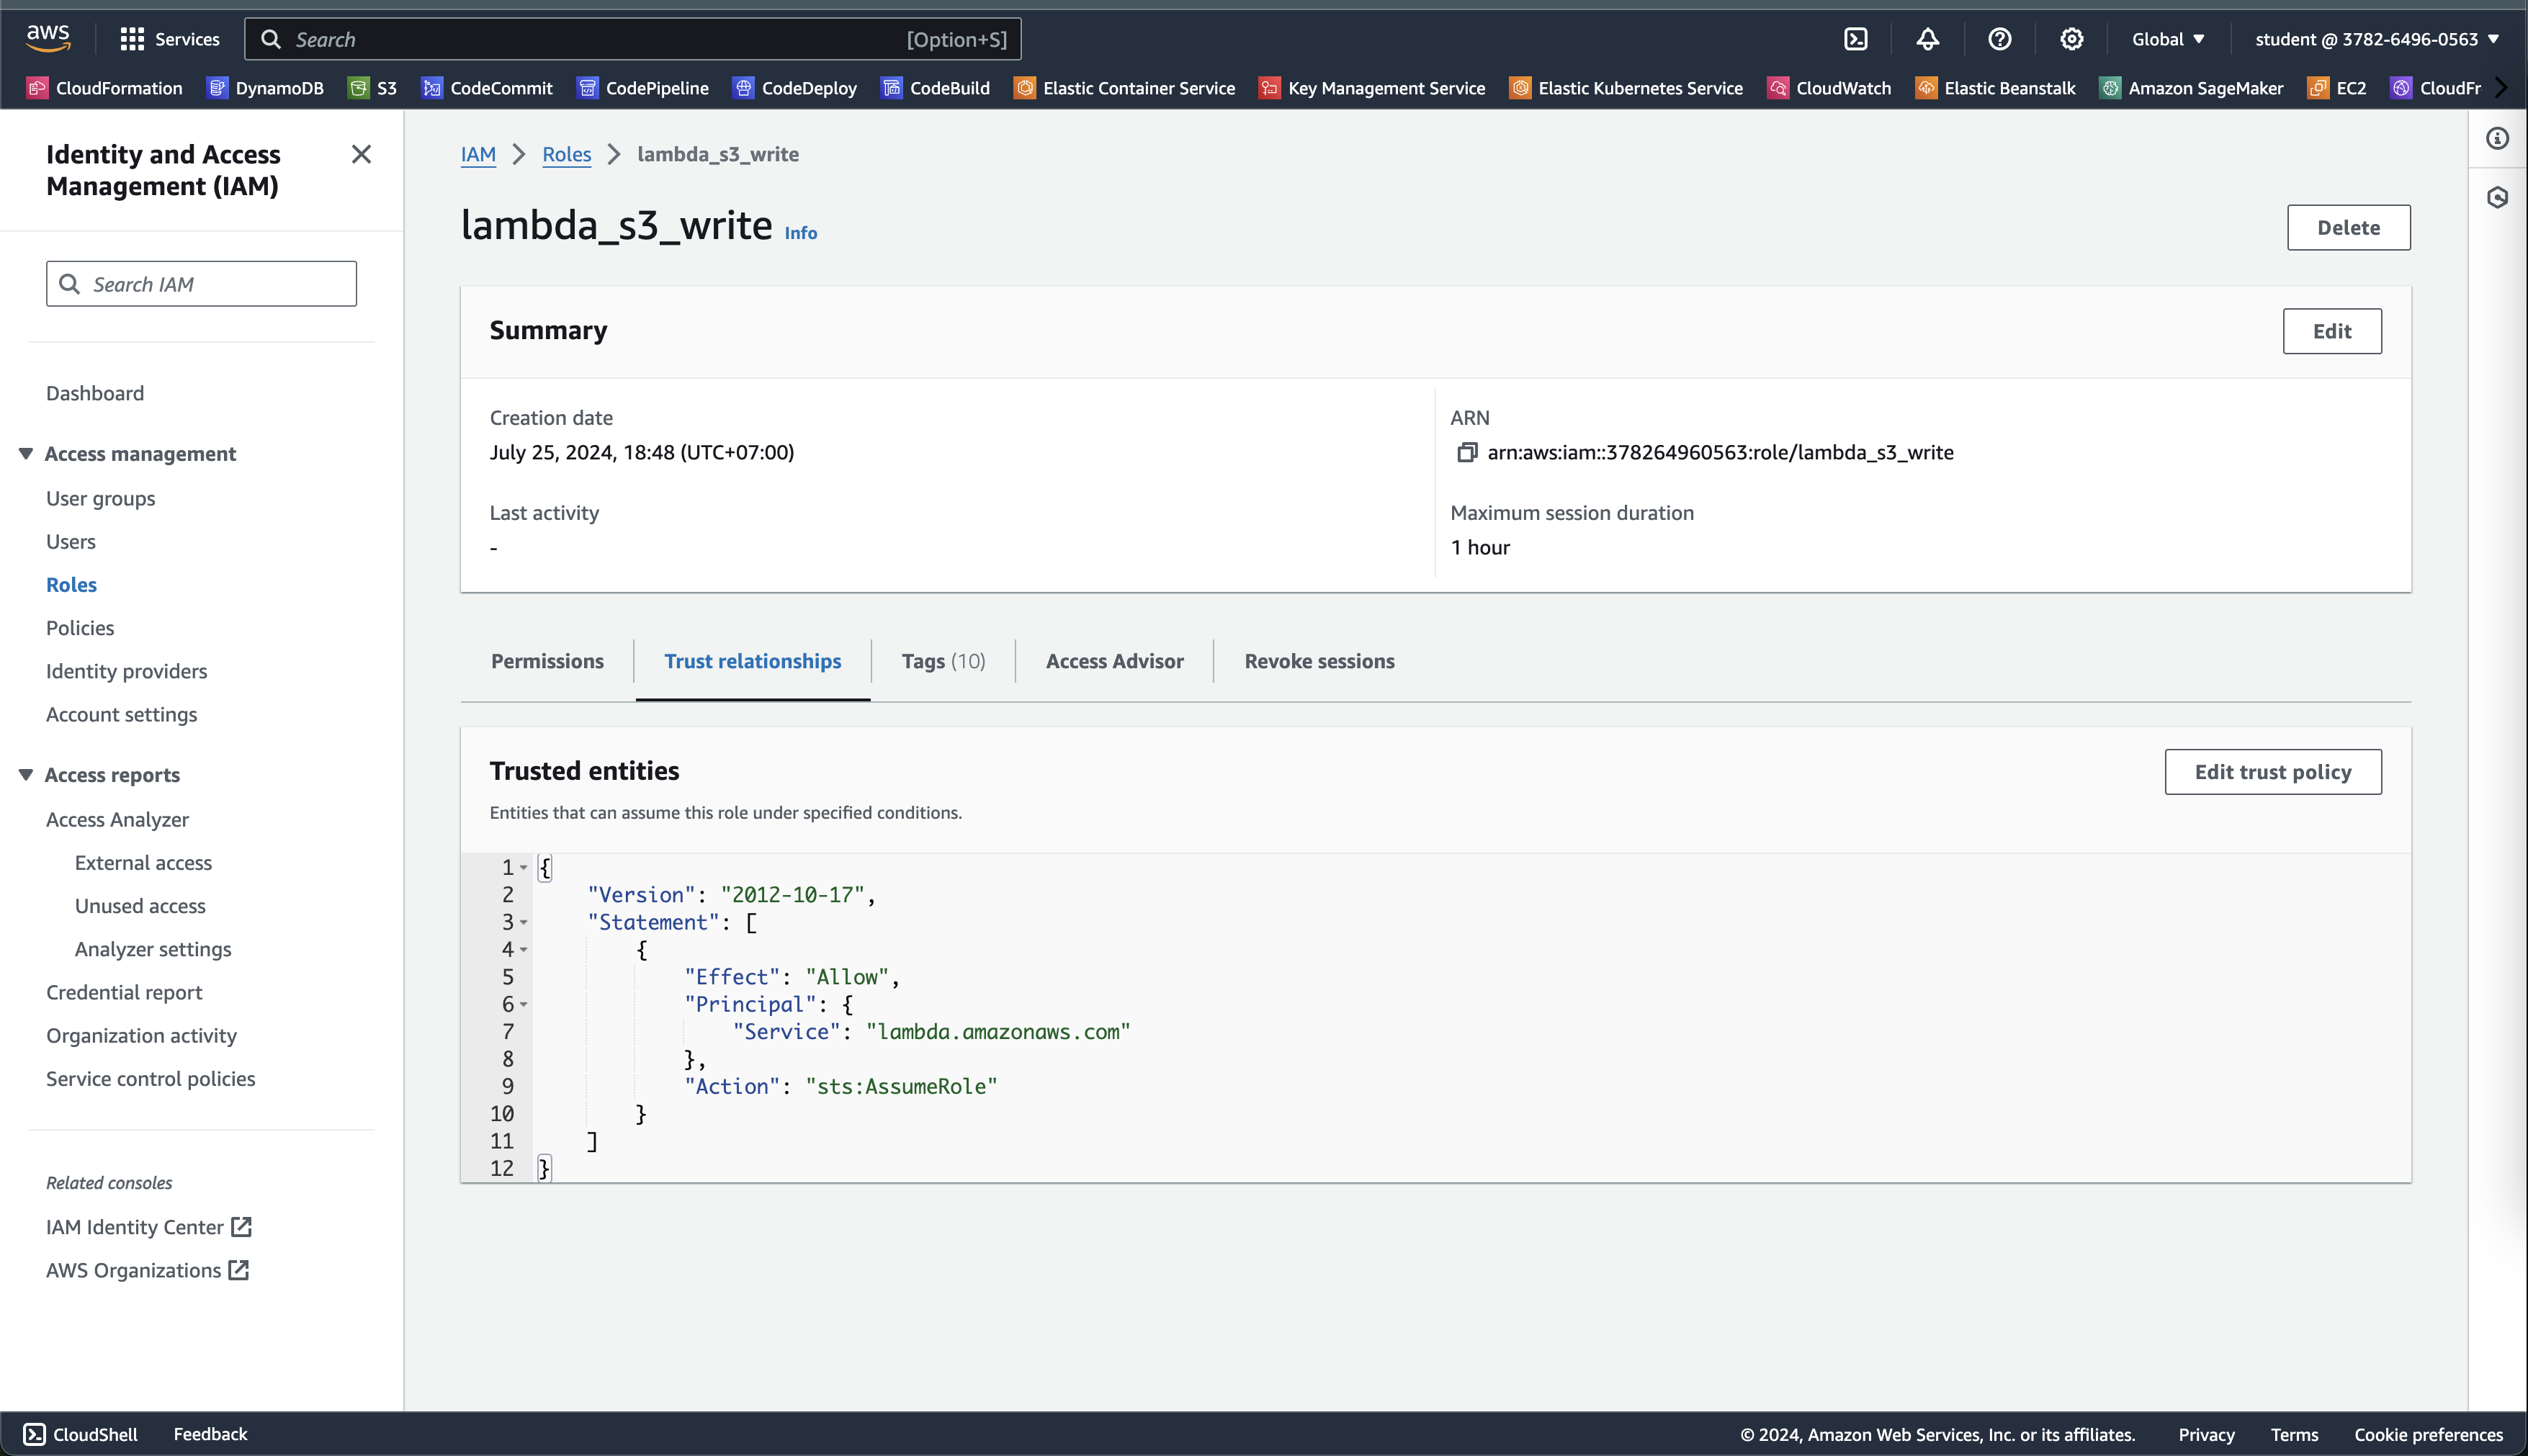 aws
Services
Search
[Option+S]
Global
student @ 3782-6496-0563
CloudFormation
DynamoDB
S3
CodeCommit
CodePipeline
CodeDeploy
CodeBuild
Elastic Container Service
Key Management Service
Elastic Kubernetes Service
CloudWatch
Elastic Beanstalk
Amazon SageMaker
EC2
CloudFr
Identity and Access
Management (IAM)
Search IAM
Dashboard
Access management
User groups
Users
Roles
Policies
Identity providers
Account settings
Access reports
Access Analyzer
External access
Unused access
Analyzer settings
Credential report
Organization activity
Service control policies
Related consoles
IAM Identity Center
AWS Organizations
IAM > Roles > lambda_s3_write
lambda_s3_write Info
Delete
Summary
Edit
Creation date
July 25, 2024, 18:48 (UTC+07:00)
ARN
arn:aws:iam::378264960563:role/lambda_s3_write
Last activity
-
Maximum session duration
1 hour
Permissions
Trust relationships
Tags (10)
Access Advisor
Revoke sessions
Trusted entities
Edit trust policy
Entities that can assume this role under specified conditions.
1 {
2 "Version": "2012-10-17",
3 "Statement": [
4 {
5 "Effect": "Allow",
6 "Principal": {
7 "Service": "lambda.amazonaws.com"
8 },
9 "Action": "sts:AssumeRole"
10 }
11 ]
12 }
CloudShell
Feedback
© 2024, Amazon Web Services, Inc. or its affiliates.
Privacy
Terms
Cookie preferences